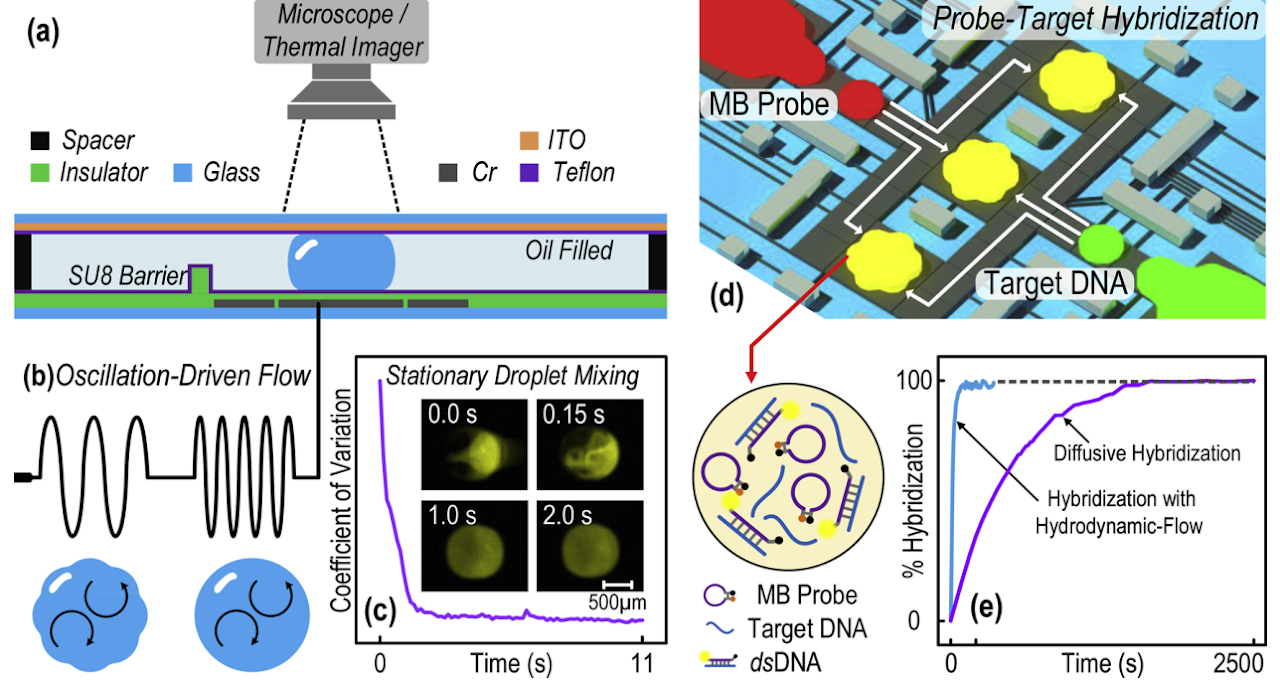 (a)
Microscope /
Thermal Imager
Spacer
Insulator
Glass
ITO
Cr
Teflon
SU8 Barrier
Oil Filled
(b) Oscillation-Driven Flow
Stationary Droplet Mixing
Coefficient of Variation
0.0 s
0.15 s
1.0 s
2.0 s
500μm
(c)
0
Time (s)
11
Probe-Target Hybridization
MB Probe
Target DNA
(d)
MB Probe
Target DNA
dsDNA
% Hybridization
100
0
Diffusive Hybridization
Hybridization with
Hydrodynamic-Flow
(e)
0
Time (s)
2500